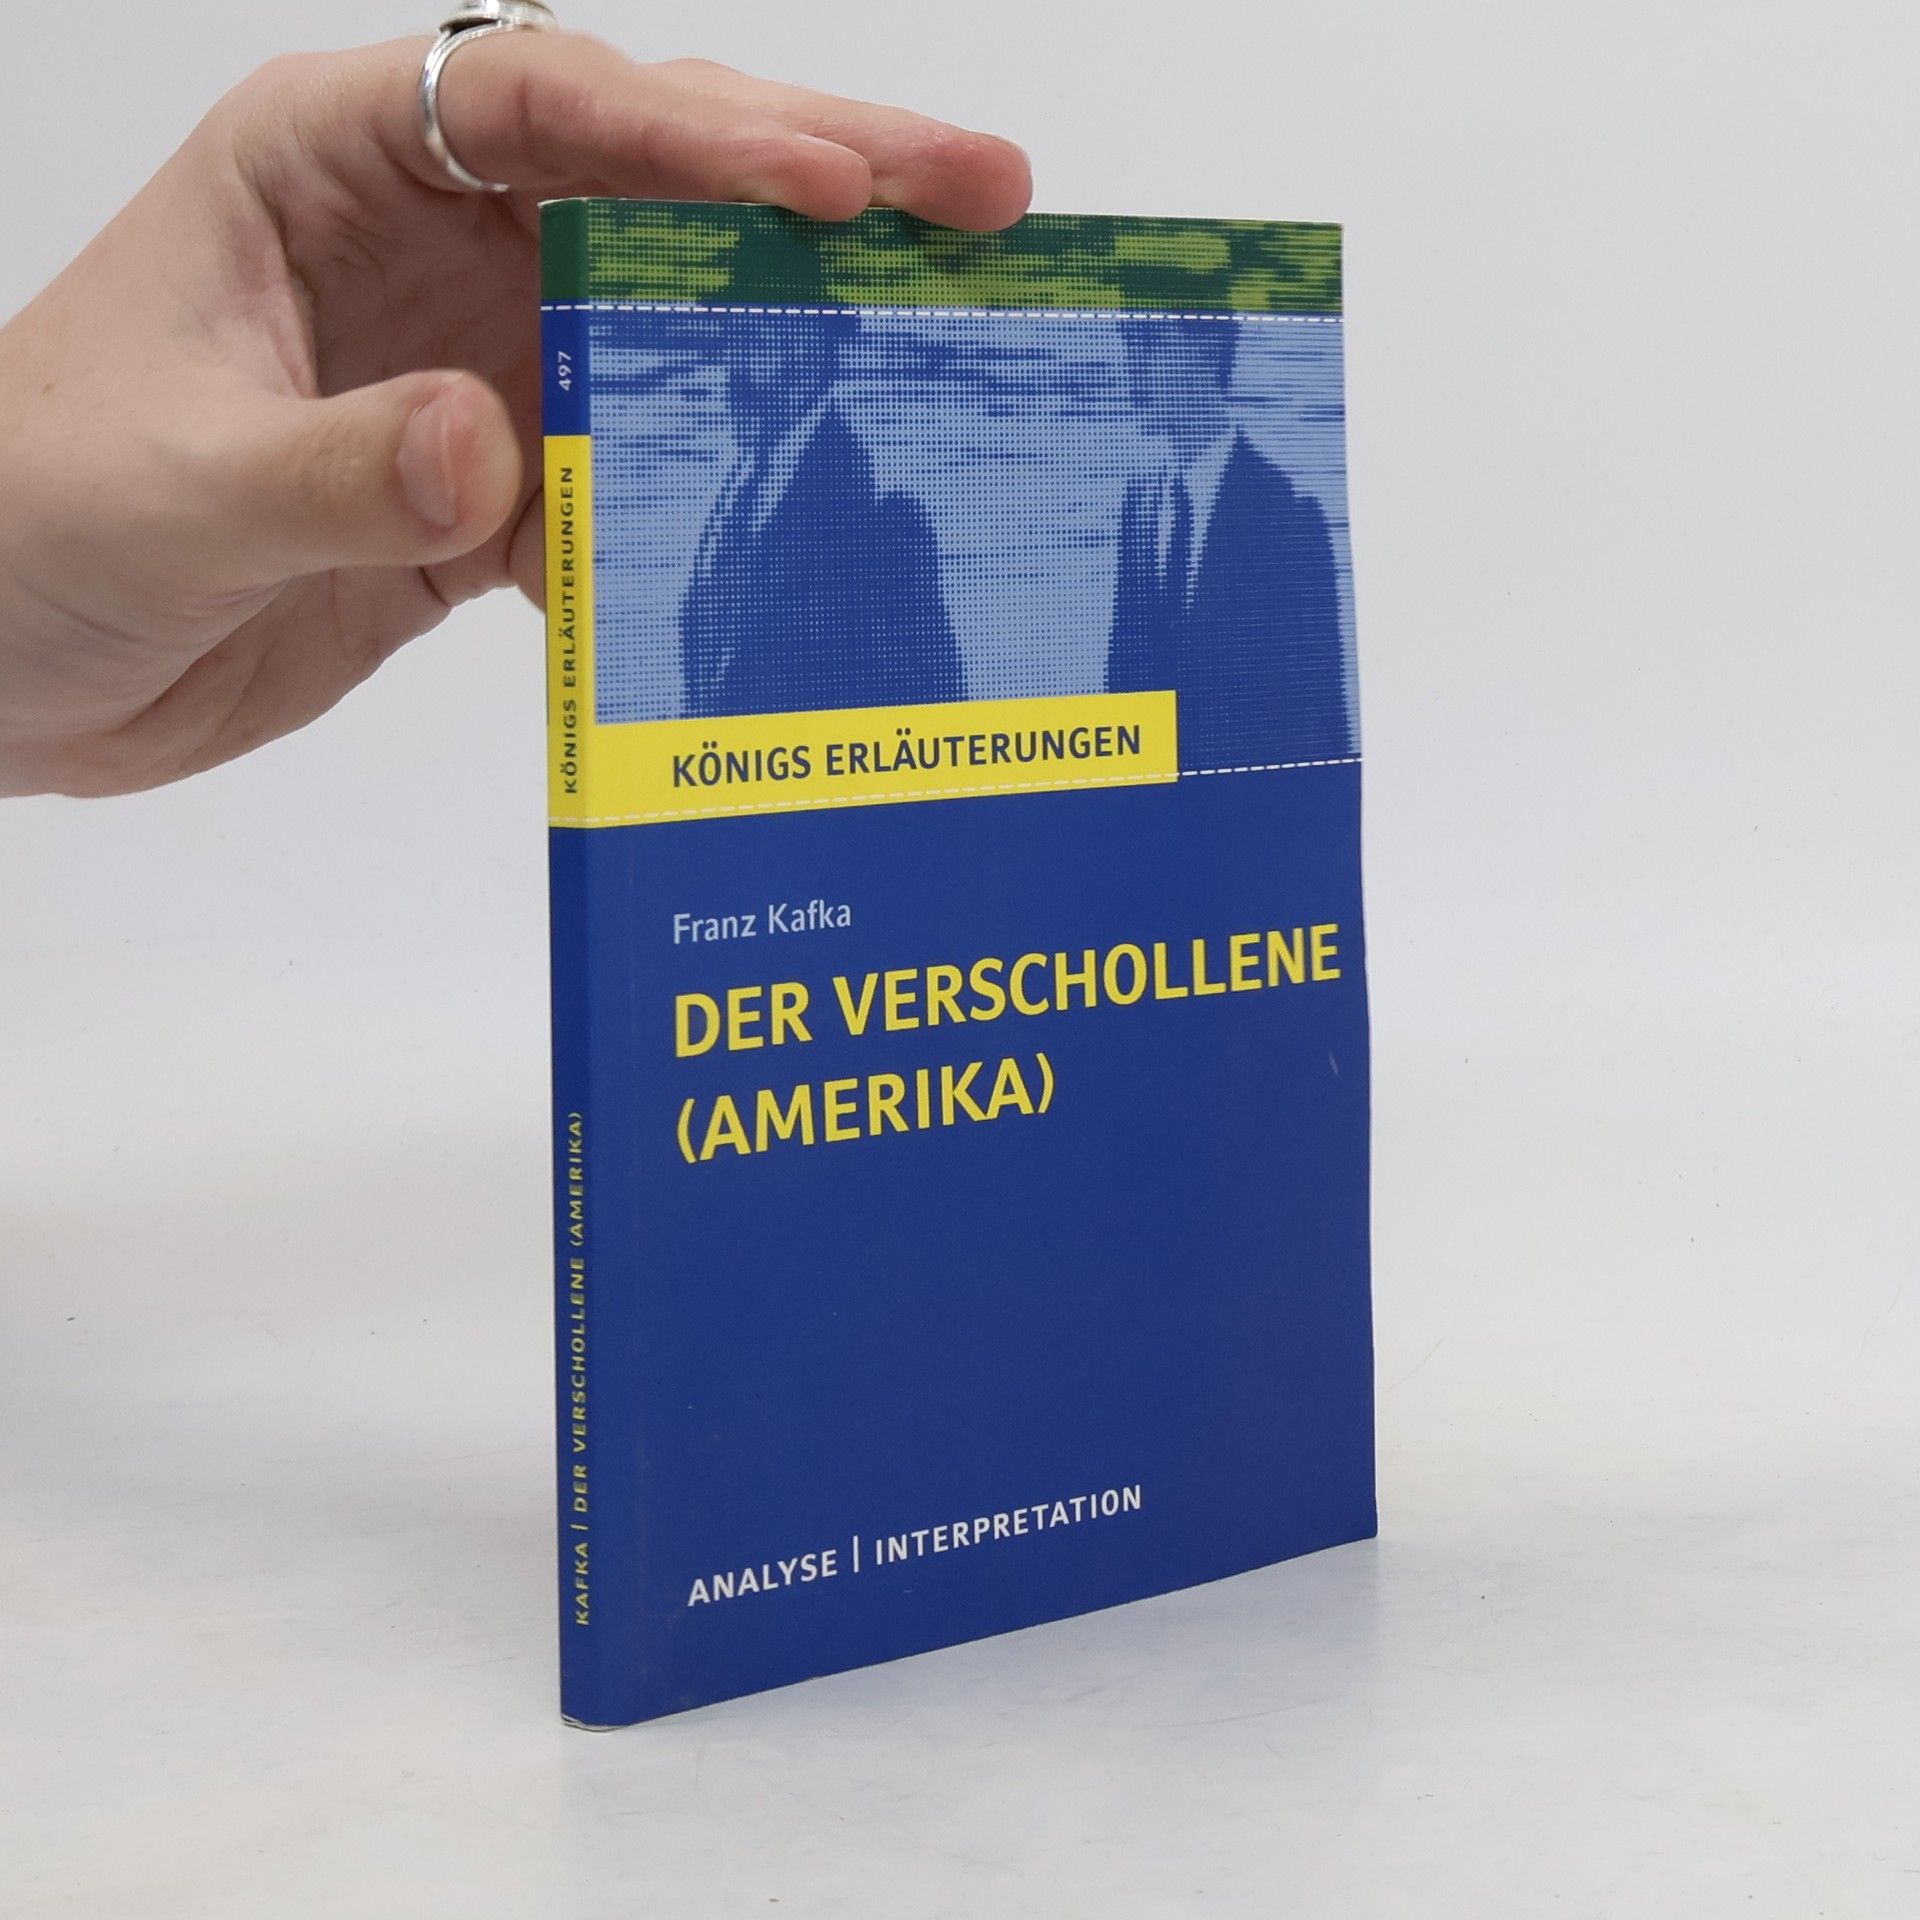 497
KÖNIGS ERLÄUTERUNGEN
KAFKA | DER VERSCHOLLENE (AMERIKA)
KÖNIGS ERLÄUTERUNGEN
Franz Kafka
DER VERSCHOLLENE
(AMERIKA)
ANALYSE | INTERPRETATION